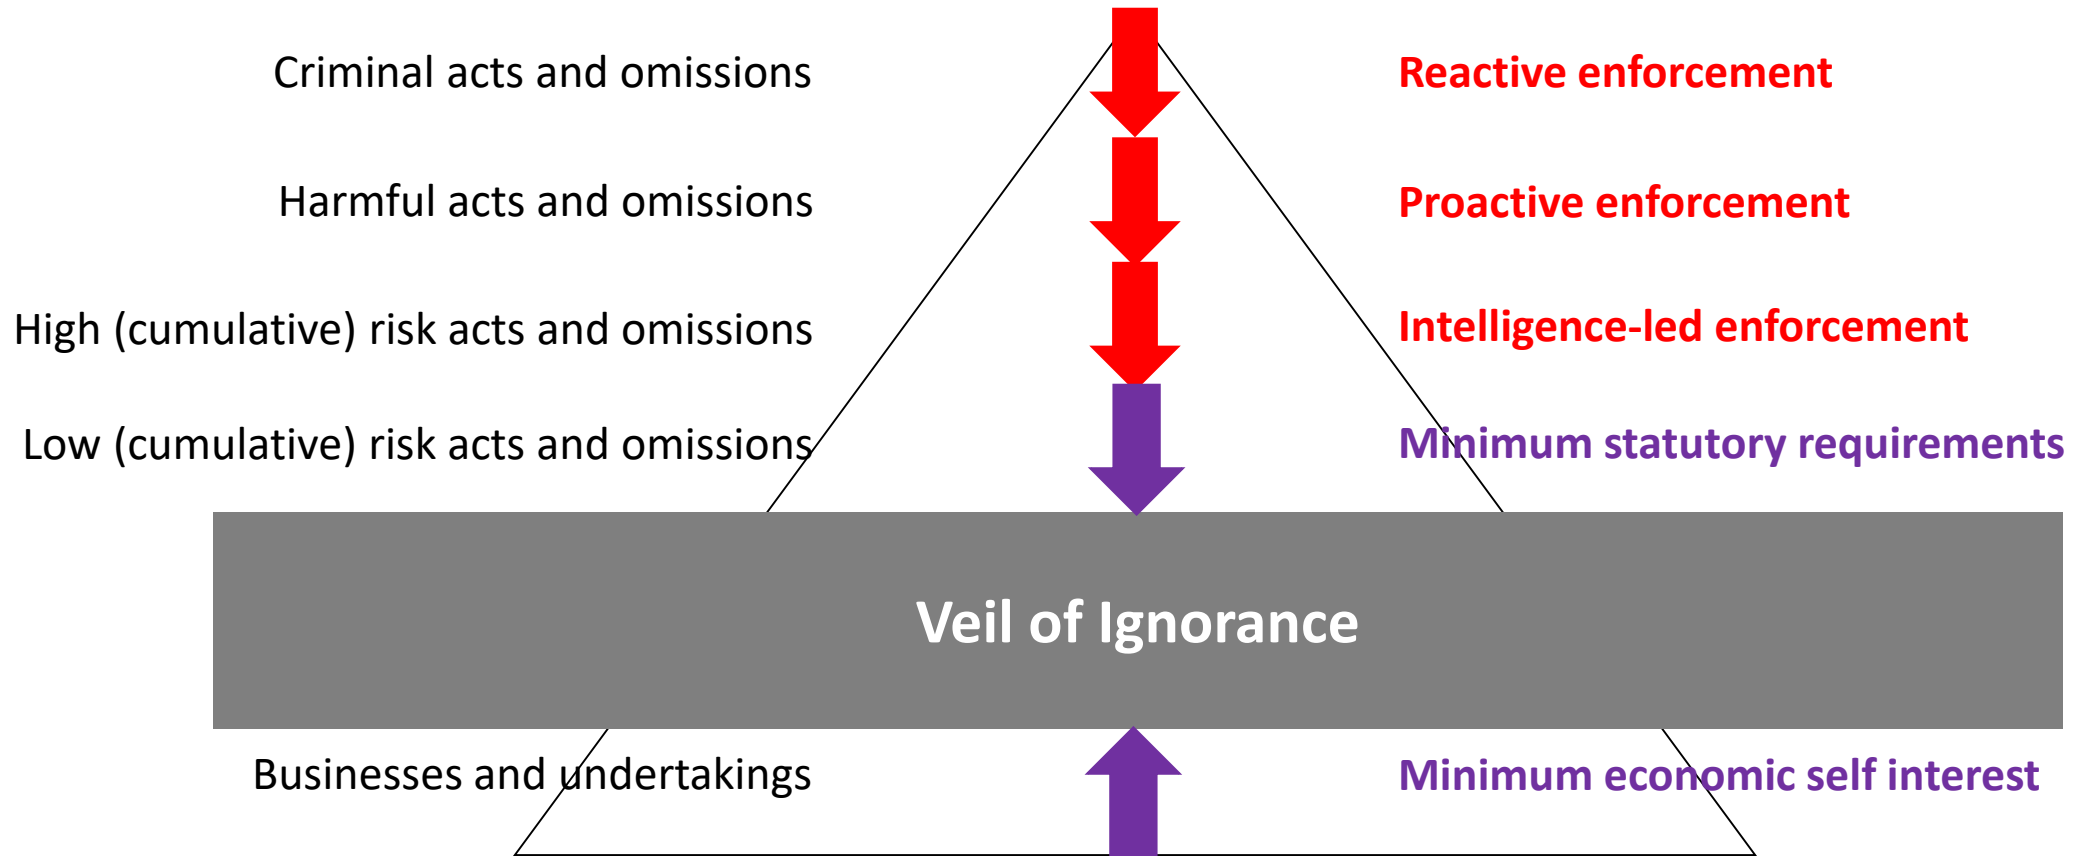 Criminal acts and omissions
Reactive enforcement
Harmful acts and omissions
Proactive enforcement
High (cumulative) risk acts and omissions
Intelligence-led enforcement
Low (cumulative) risk acts and omissions
Minimum statutory requirements
Veil of Ignorance
Businesses and undertakings
Minimum economic self interest